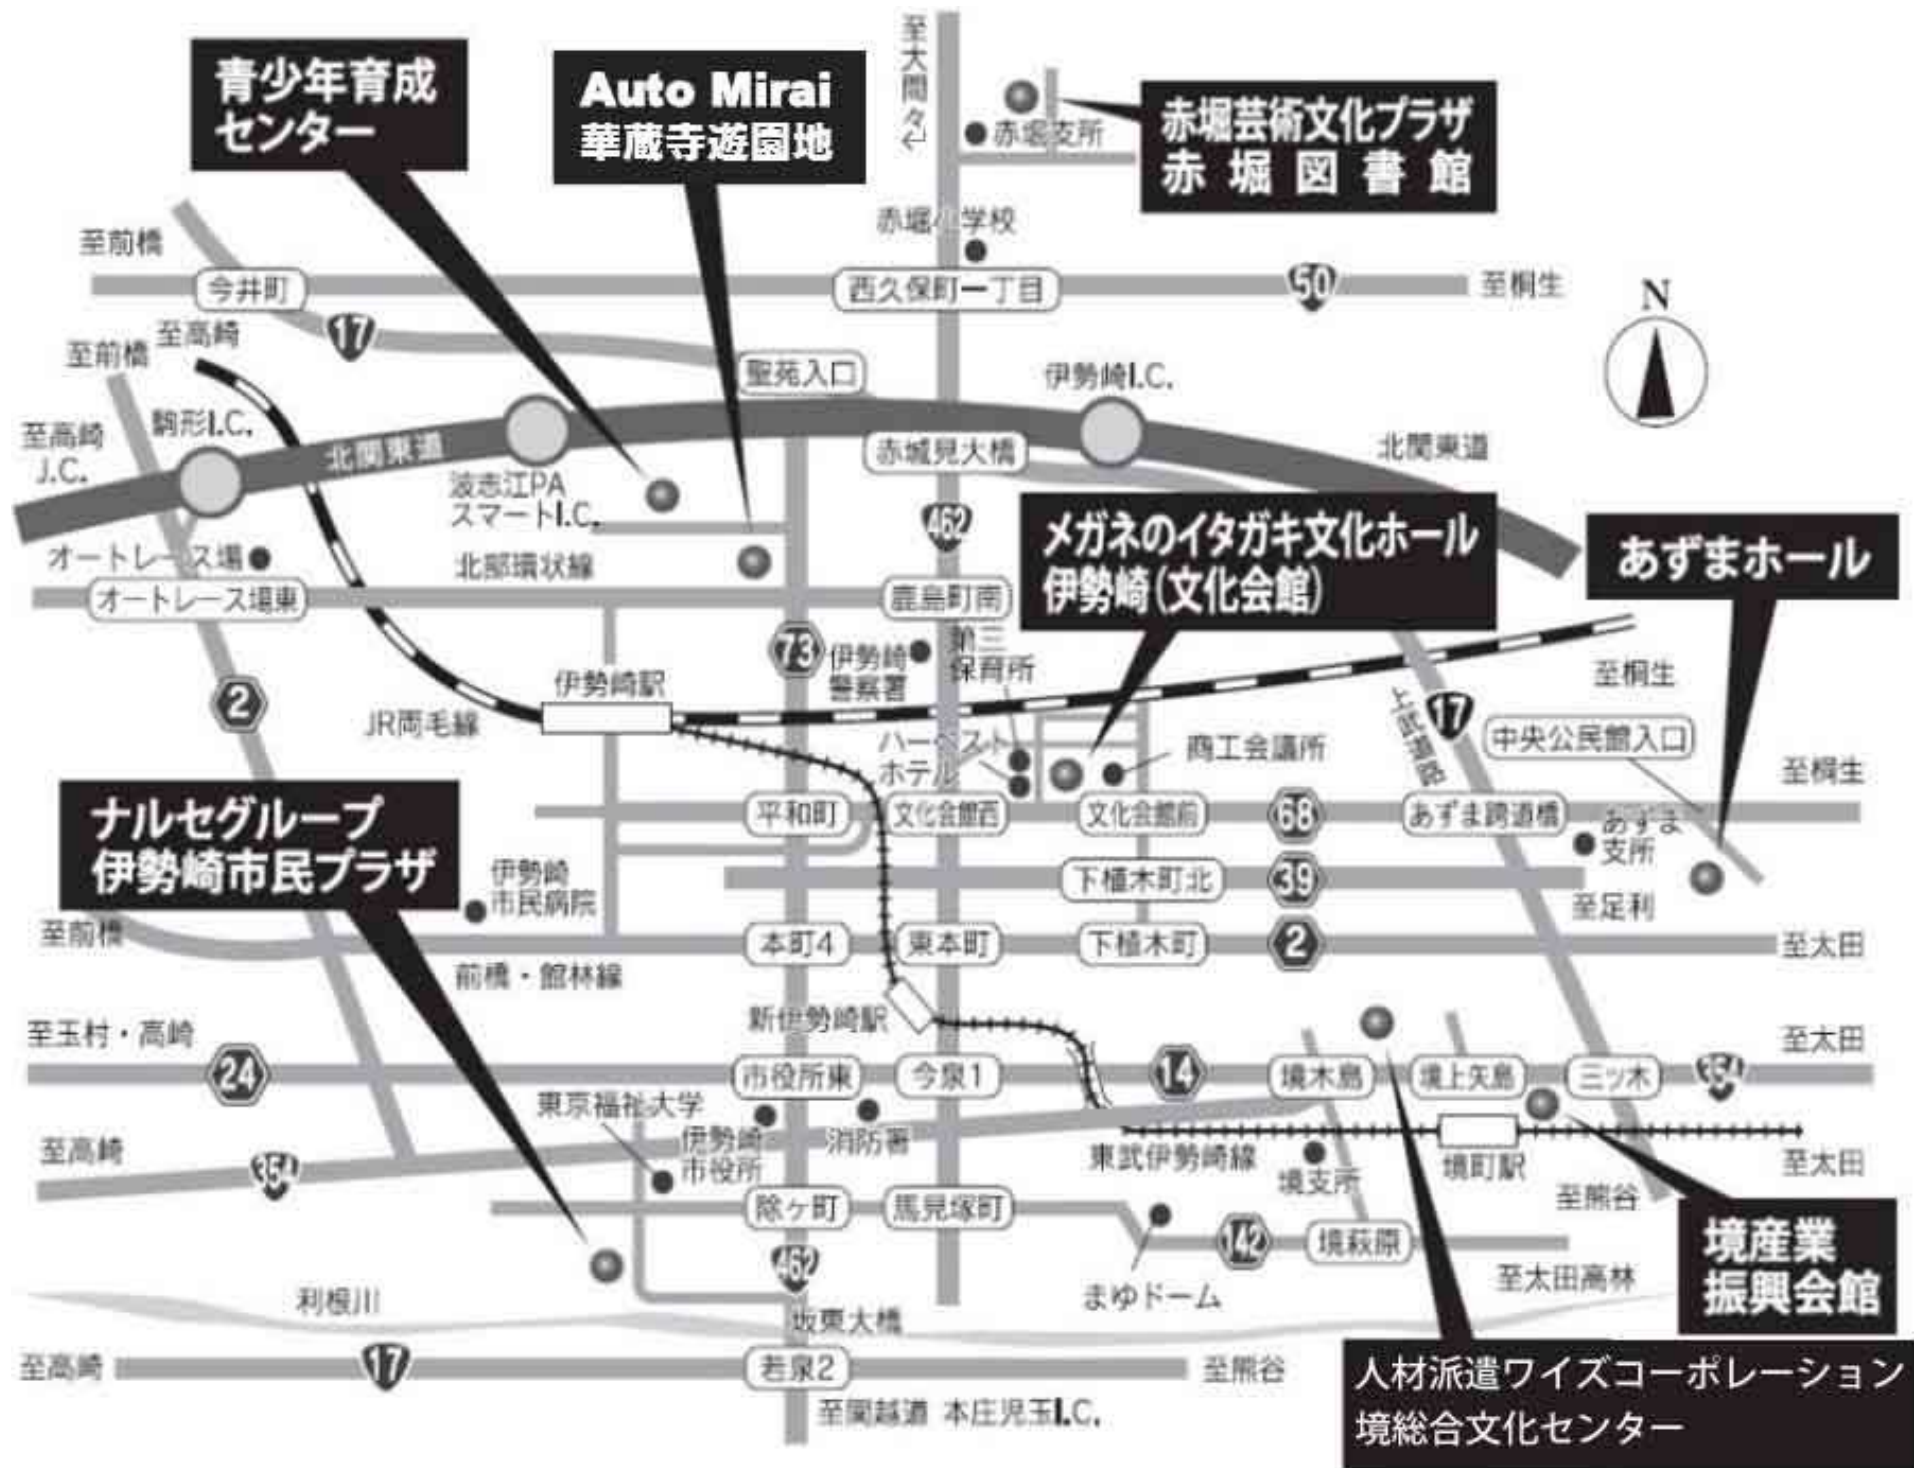 青少年育成
センター
Auto Mirai
華蔵寺遊園地
至大間々
赤堀支所
赤堀芸術文化プラザ
赤堀図書館
赤堀小学校
至前橋
今井町
西久保町一丁目
50
至桐生
N
17
至高崎
至前橋
聖苑入口
伊勢崎I.C.
至高崎
J.C.
駒形I.C.
北関東道
波志江PA
スマートI.C.
赤城見大橋
北関東道
462
メガネのイタガキ文化ホール
伊勢崎(文化会館)
あずまホール
オートレース場
北部環状線
オートレース場東
鹿島町南
73
伊勢崎
警察署
第三
保育所
2
伊勢崎駅
JR両毛線
至桐生
上武道路
17
中央公民館入口
ハーベスト
ホテル
商工会議所
至桐生
ナルセグループ
伊勢崎市民プラザ
平和町
文化会館西
文化会館前
68
あずま跨道橋
あずま
支所
伊勢崎
市民病院
下植木町北
39
至足利
至前橋
本町4
東本町
下植木町
2
至太田
前橋・館林線
新伊勢崎駅
至玉村・高崎
至太田
24
市役所東
今泉1
14
境木島
境上矢島
三ッ木
354
東京福祉大学
伊勢崎
市役所
消防署
至高崎
354
東武伊勢崎線
境支所
境町駅
至太田
至熊谷
除ヶ町
馬見塚町
142
境萩原
境産業
振興会館
462
まゆドーム
至太田高林
利根川
坂東大橋
至高崎
17
若泉2
至熊谷
人材派遣ワイズコーポレーション
境総合文化センター
至関越道 本庄児玉I.C.